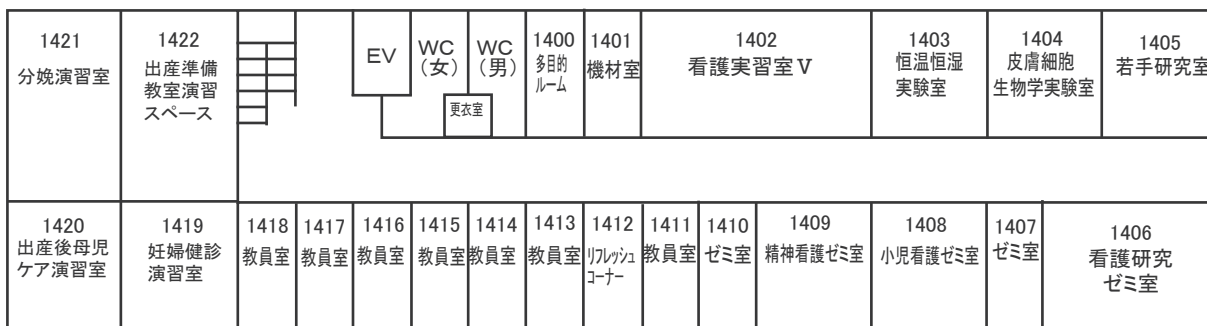 1421
分娩演習室
1422
出産準備
教室演習
スペース
EV
WC
（女）
WC
（男）
更衣室
1400
多目的
ルーム
1401
機材室
1402
看護実習室Ⅴ
1403
恒温恒湿
実験室
1404
皮膚細胞
生物学実験室
1405
若手研究室
1420
出産後母児
ケア演習室
1419
妊婦健診
演習室
1418
教員室
1417
教員室
1416
教員室
1415
教員室
1414
教員室
1413
教員室
1412
リフレッシュ
コーナー
1411
教員室
1410
ゼミ室
1409
精神看護ゼミ室
1408
小児看護ゼミ室
1407
ゼミ室
1406
看護研究
ゼミ室